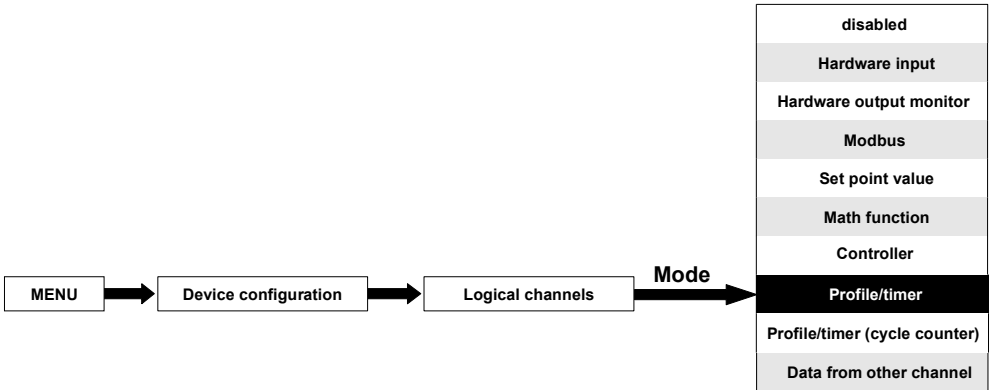 disabled
Hardware input
Hardware output monitor
Modbus
Set point value
Math function
Controller
MENU
Device configuration
Logical channels
Mode
Profile/timer
Profile/timer (cycle counter)
Data from other channel